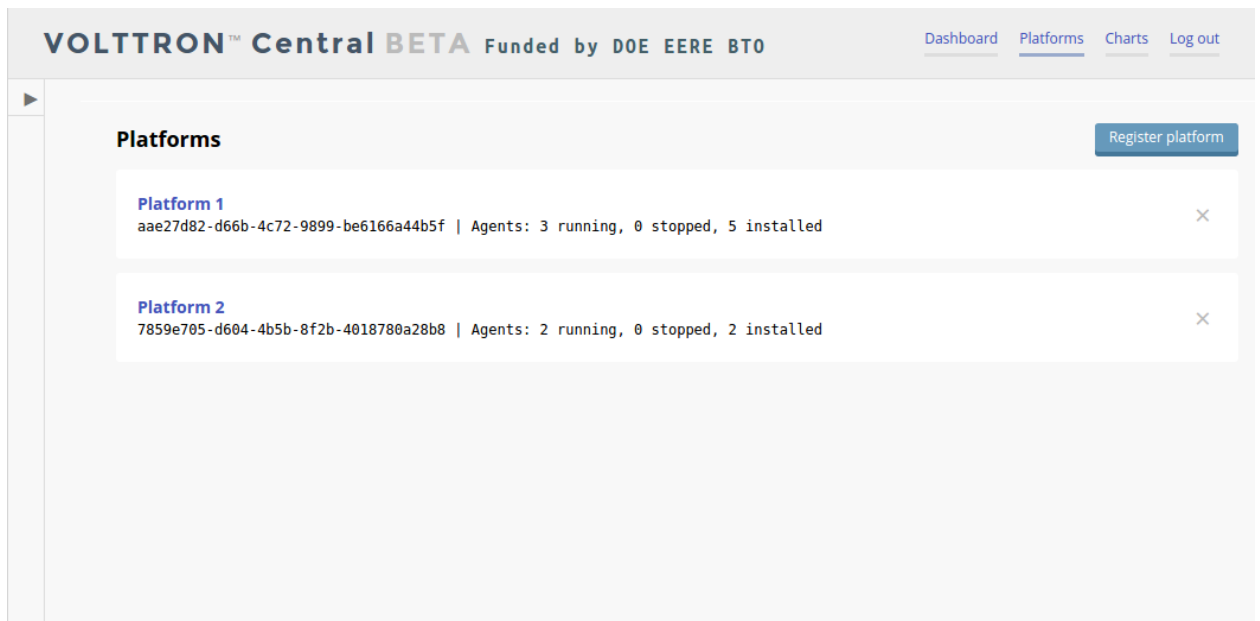 VOLTTRON™ Central BETA Funded by DOE EERE BTO Dashboard Platforms Charts Log out
Platforms Register platform
Platform 1
aae27d82-d66b-4c72-9899-be6166a44b5f | Agents: 3 running, 0 stopped, 5 installed
Platform 2
7859e705-d604-4b5b-8f2b-4018780a28b8 | Agents: 2 running, 0 stopped, 2 installed